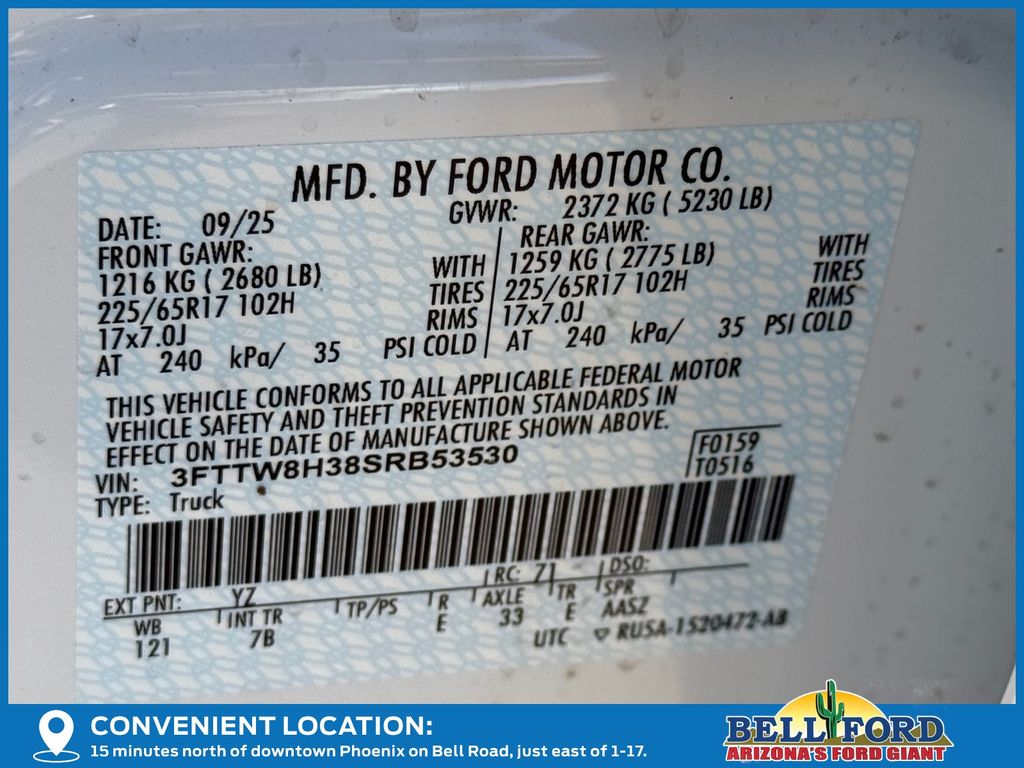 MFD. BY FORD MOTOR CO.
DATE: 09/25 GVWR: 2372 KG ( 5230 LB)
FRONT GAWR: REAR GAWR:
1216 KG ( 2680 LB) WITH 1259 KG ( 2775 LB) WITH
225/65R17 102H TIRES 225/65R17 102H TIRES
17x7.0J RIMS 17x7.0J RIMS
AT 240 kPa/ 35 PSI COLD AT 240 kPa/ 35 PSI COLD
THIS VEHICLE CONFORMS TO ALL APPLICABLE FEDERAL MOTOR
VEHICLE SAFETY AND THEFT PREVENTION STANDARDS IN
EFFECT ON THE DATE OF MANUFACTURE SHOWN ABOVE.
VIN: 3FTTW8H38SRB53530 F0159
TYPE: Truck T0516
EXT PNT: YZ RC: 71 DSO:
WB INT TR TP/PS R AXLE TR SPR
121 7B E 33 E AASZ
UTC ▽ RUSA-1520472-AB
CONVENIENT LOCATION:
15 minutes north of downtown Phoenix on Bell Road, just east of 1-17.
BELL FORD
ARIZONA'S FORD GIANT